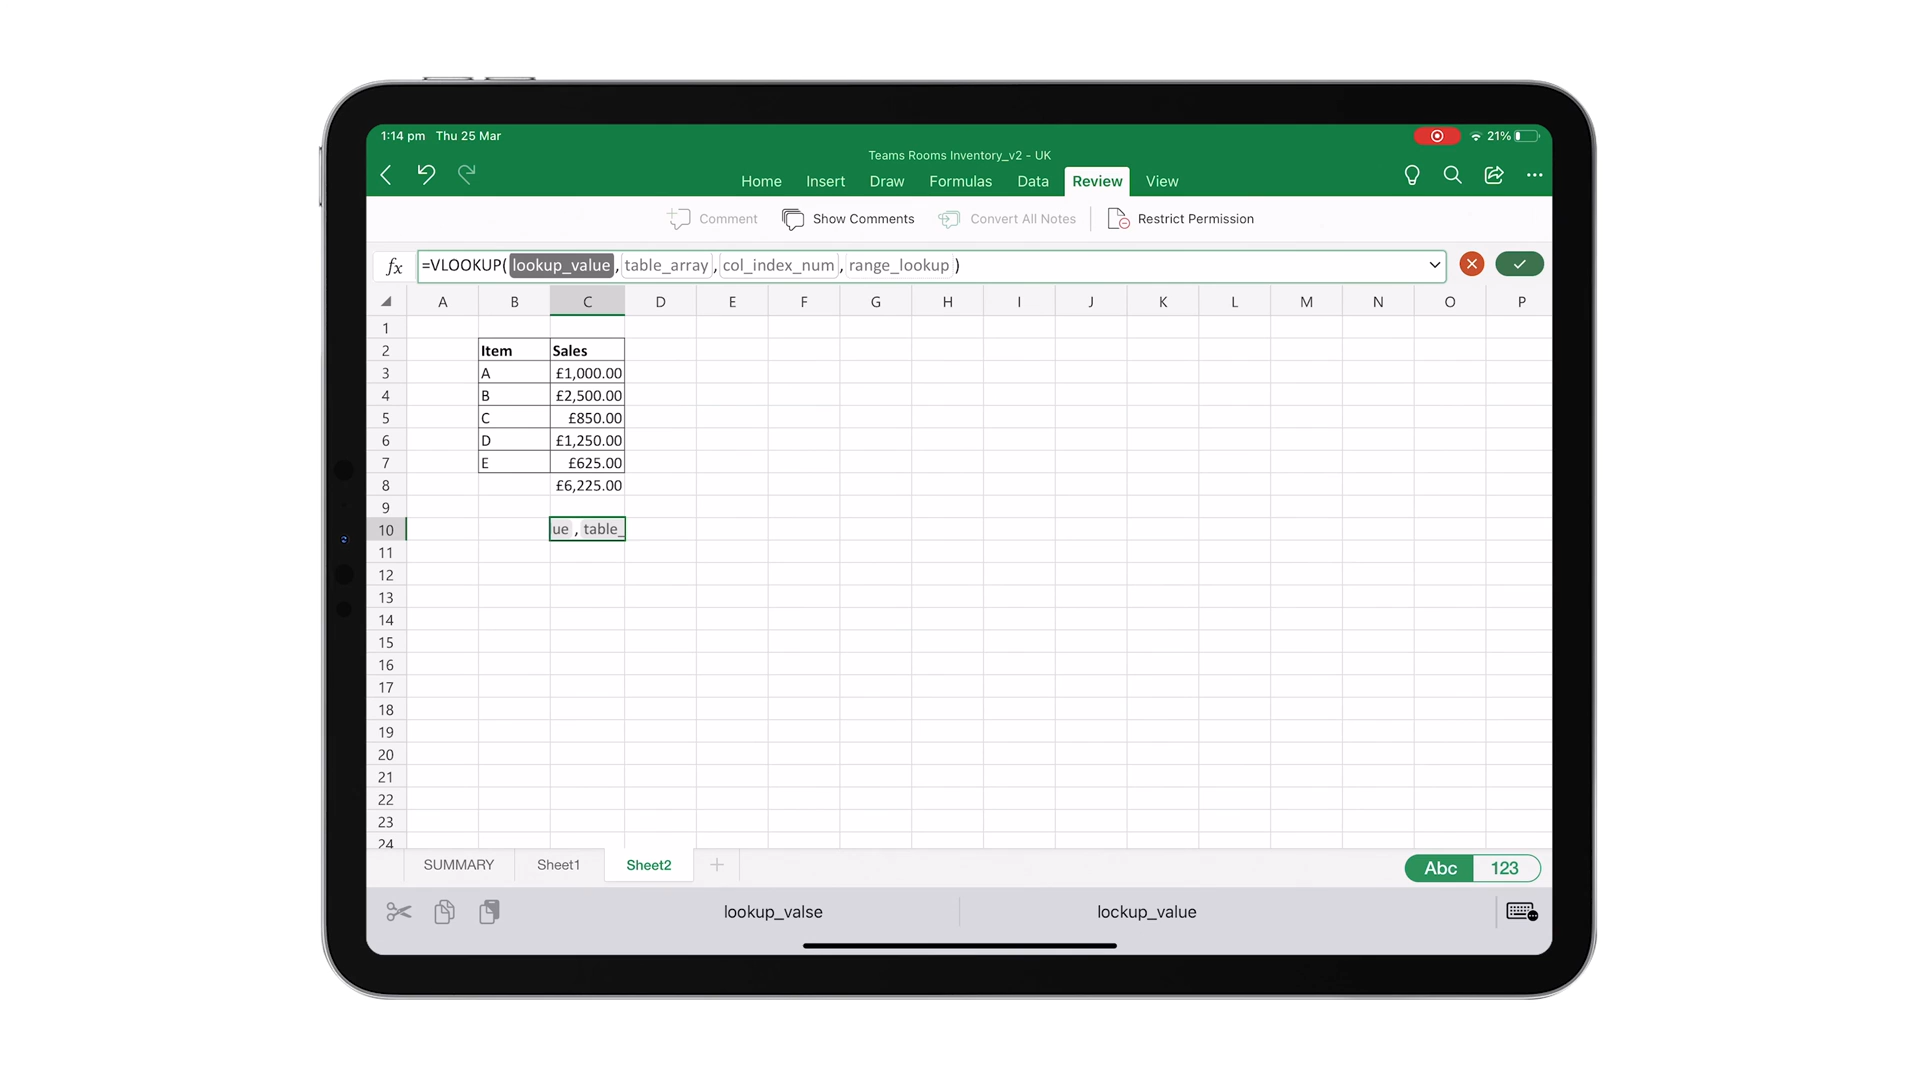 1:14 pm Thu 25 Mar
21%
Teams Rooms Inventory_v2 - UK
Home Insert Draw Formulas Data Review View
Comment Show Comments Convert All Notes Restrict Permission
fx =VLOOKUP( lookup_value , table_array , col_index_num , range_lookup )
A B C D E F G H I J K L M N O P
1
2 Item Sales
3 A £1,000.00
4 B £2,500.00
5 C £850.00
6 D £1,250.00
7 E £625.00
8 £6,225.00
9
10 ue , table_
11
12
13
14
15
16
17
18
19
20
21
22
23
24
SUMMARY Sheet1 Sheet2 +
Abc 123
lookup_valse lockup_value